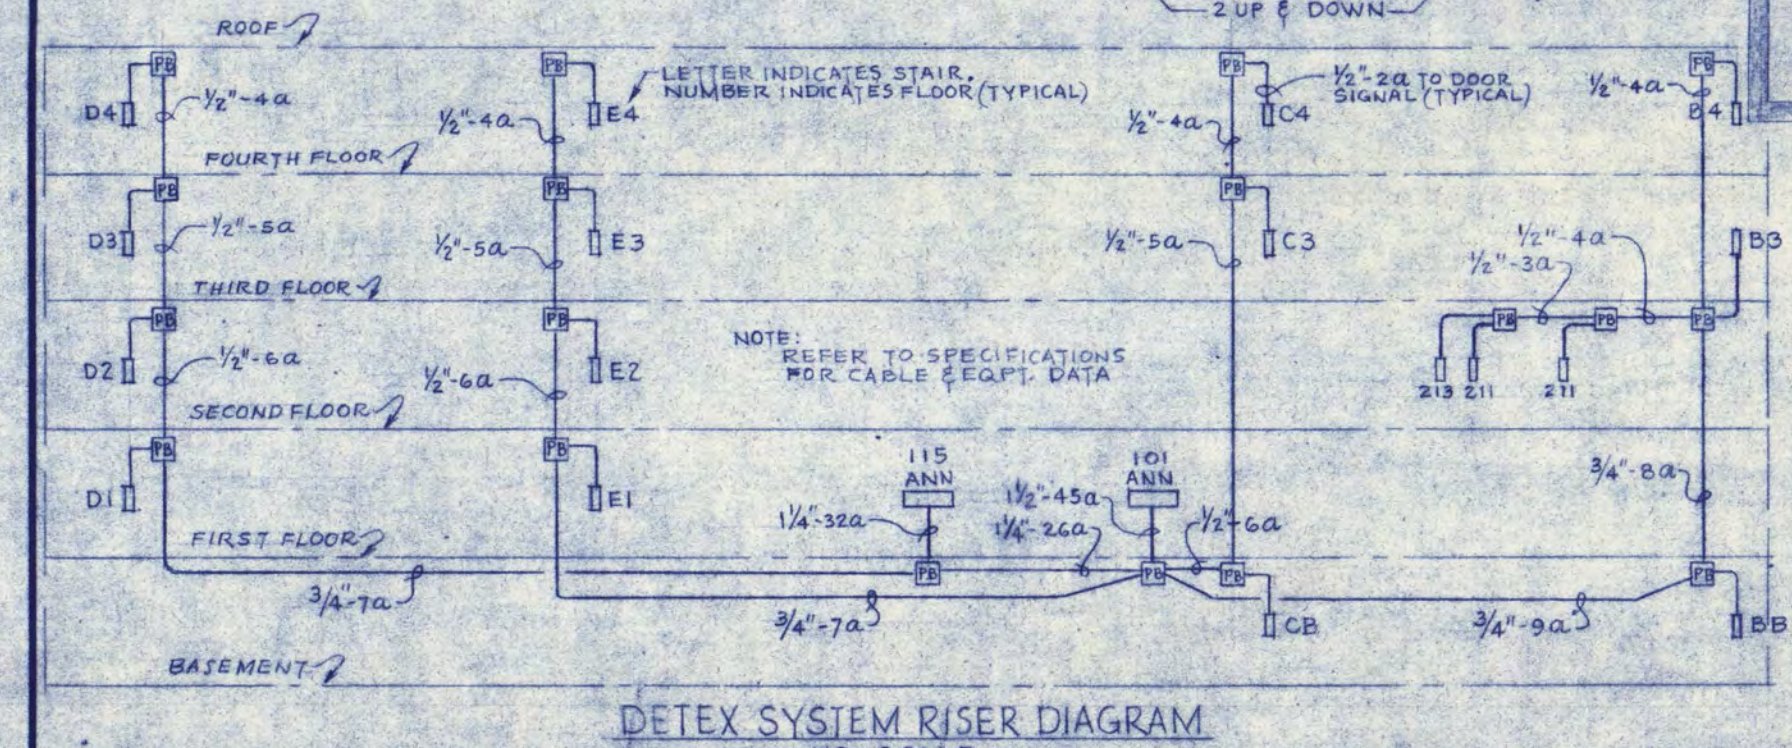 2 UP & DOWN
ROOF
PB
PB
PB
PB
D4
1/2"-4a
1/2"-4a
E4
LETTER INDICATES STAIR,
NUMBER INDICATES FLOOR (TYPICAL)
1/2"-4a
C4
1/2"-2a TO DOOR
SIGNAL (TYPICAL)
1/2"-4a
B4
FOURTH FLOOR
PB
PB
PB
D3
1/2"-5a
1/2"-5a
E3
1/2"-5a
C3
1/2"-4a
1/2"-3a
B3
THIRD FLOOR
PB
PB
PB
PB
PB
D2
1/2"-6a
1/2"-6a
E2
NOTE:
REFER TO SPECIFICATIONS
FOR CABLE & EQPT. DATA
213
211
211
SECOND FLOOR
PB
PB
D1
E1
115
ANN
101
ANN
1 1/4"-32a
1 1/2"-45a
1 1/4"-26a
1/2"-6a
3/4"-8a
FIRST FLOOR
PB
PB
PB
PB
3/4"-7a
3/4"-7a
CB
3/4"-9a
BB
BASEMENT
DETEX SYSTEM RISER DIAGRAM